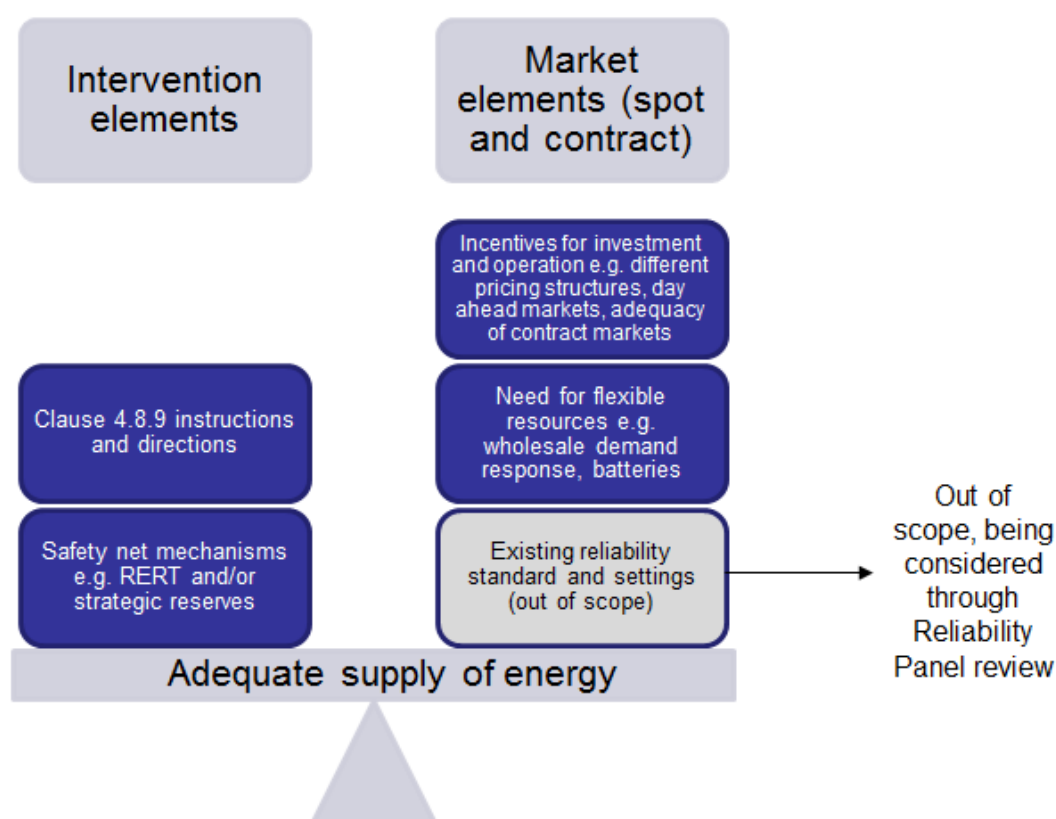 Intervention
elements
Market
elements (spot
and contract)
Incentives for investment
and operation e.g. different
pricing structures, day
ahead markets, adequacy
of contract markets
Clause 4.8.9 instructions
and directions
Need for flexible
resources e.g.
wholesale demand
response, batteries
Safety net mechanisms
e.g. RERT and/or
strategic reserves
Existing reliability
standard and settings
(out of scope)
Out of
scope, being
considered
through
Reliability
Panel review
Adequate supply of energy